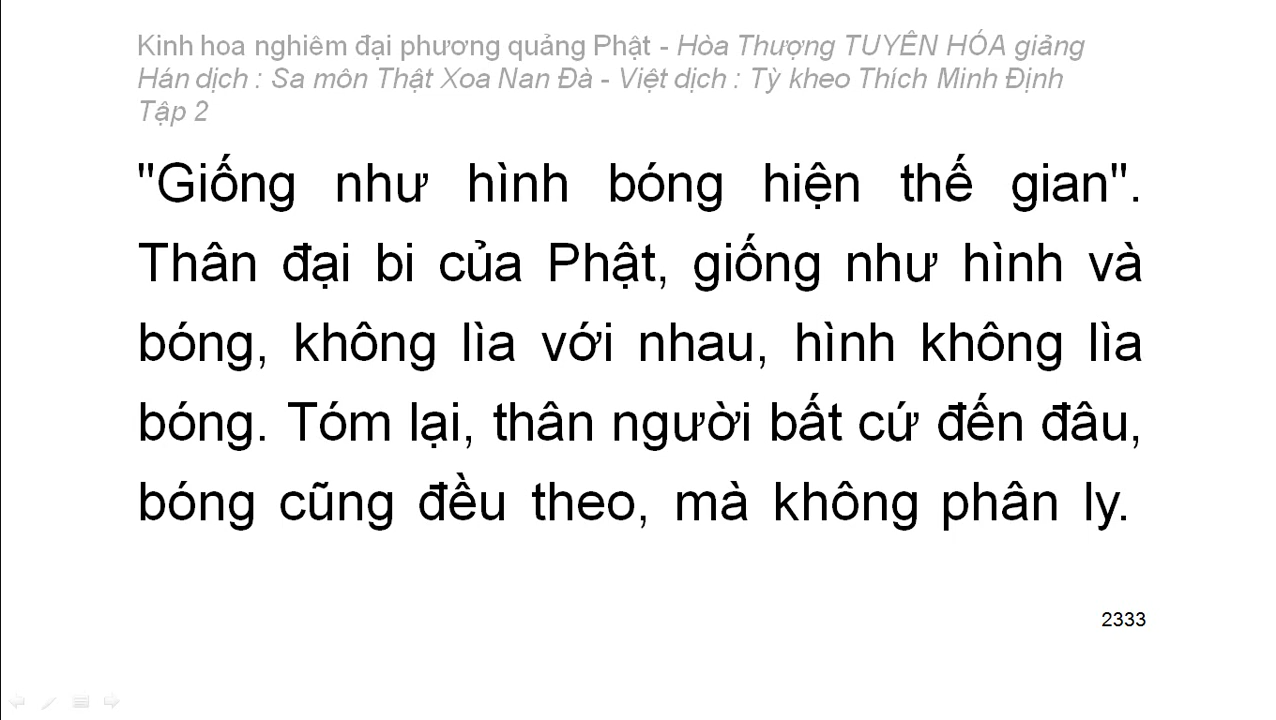 Kinh hoa nghiêm đại phương quảng Phật - Hòa Thượng TUYÊN HÓA giảng
Hán dịch : Sa môn Thật Xoa Nan Đà - Việt dịch : Tỳ kheo Thích Minh Định
Tập 2
"Giống như hình bóng hiện thế gian".
Thân đại bi của Phật, giống như hình và
bóng, không lìa với nhau, hình không lìa
bóng. Tóm lại, thân người bất cứ đến đâu,
bóng cũng đều theo, mà không phân ly.
2333